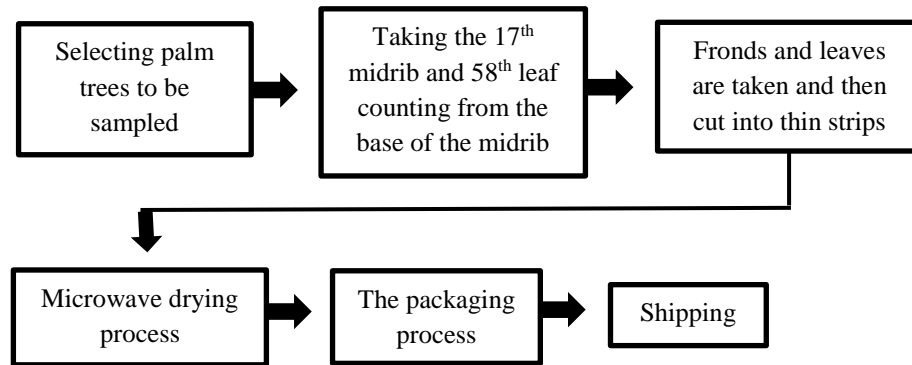 Selecting palm
trees to be
sampled
Taking the 17th
midrib and 58th leaf
counting from the
base of the midrib
Fronds and leaves
are taken and then
cut into thin strips
Microwave drying
process
The packaging
process
Shipping